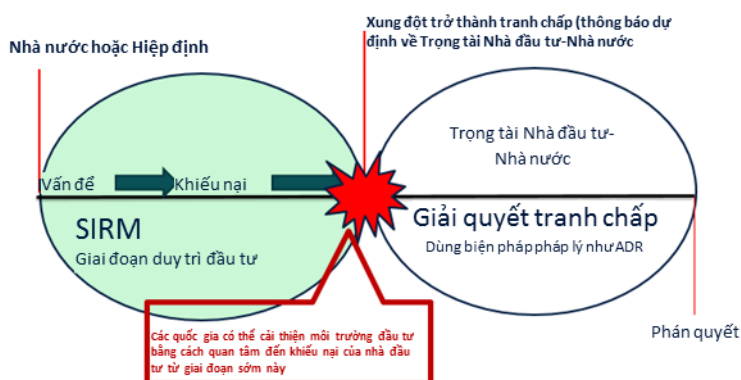 Nhà nước hoặc Hiệp định
Xung đột trở thành tranh chấp (thông báo dự
định về Trọng tài Nhà đầu tư-Nhà nước
Vấn để
Khiếu nại
SIRM
Giai đoạn duy trì đầu tư
Trọng tài Nhà đầu tư-
Nhà nước
Giải quyết tranh chấp
Dùng biện pháp pháp lý như ADR
Các quốc gia có thể cải thiện môi trường đầu tư
bằng cách quan tâm đến khiếu nại của nhà đầu
tư từ giai đoạn sớm này
Phán quyết